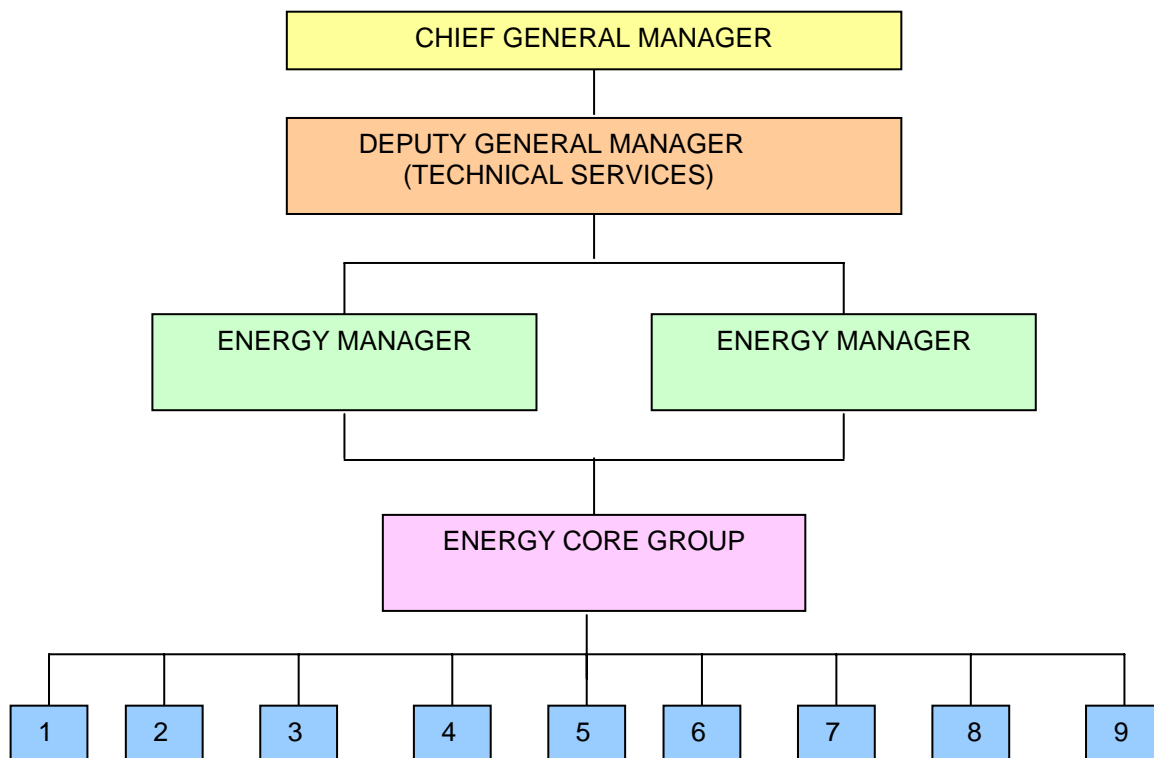 CHIEF GENERAL MANAGER
DEPUTY GENERAL MANAGER
(TECHNICAL SERVICES)
ENERGY MANAGER
ENERGY MANAGER
ENERGY CORE GROUP
1 2 3 4 5 6 7 8 9